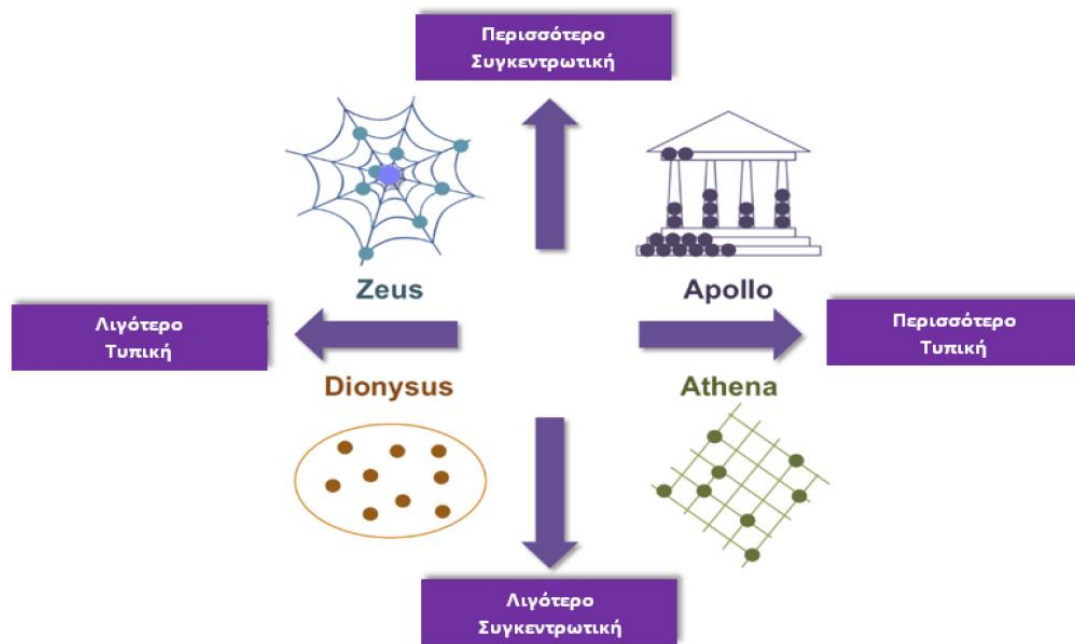 Περισσότερο
Συγκεντρωτική
Zeus
Apollo
Λιγότερο
Τυπική
Περισσότερο
Τυπική
Dionysus
Athena
Λιγότερο
Συγκεντρωτική